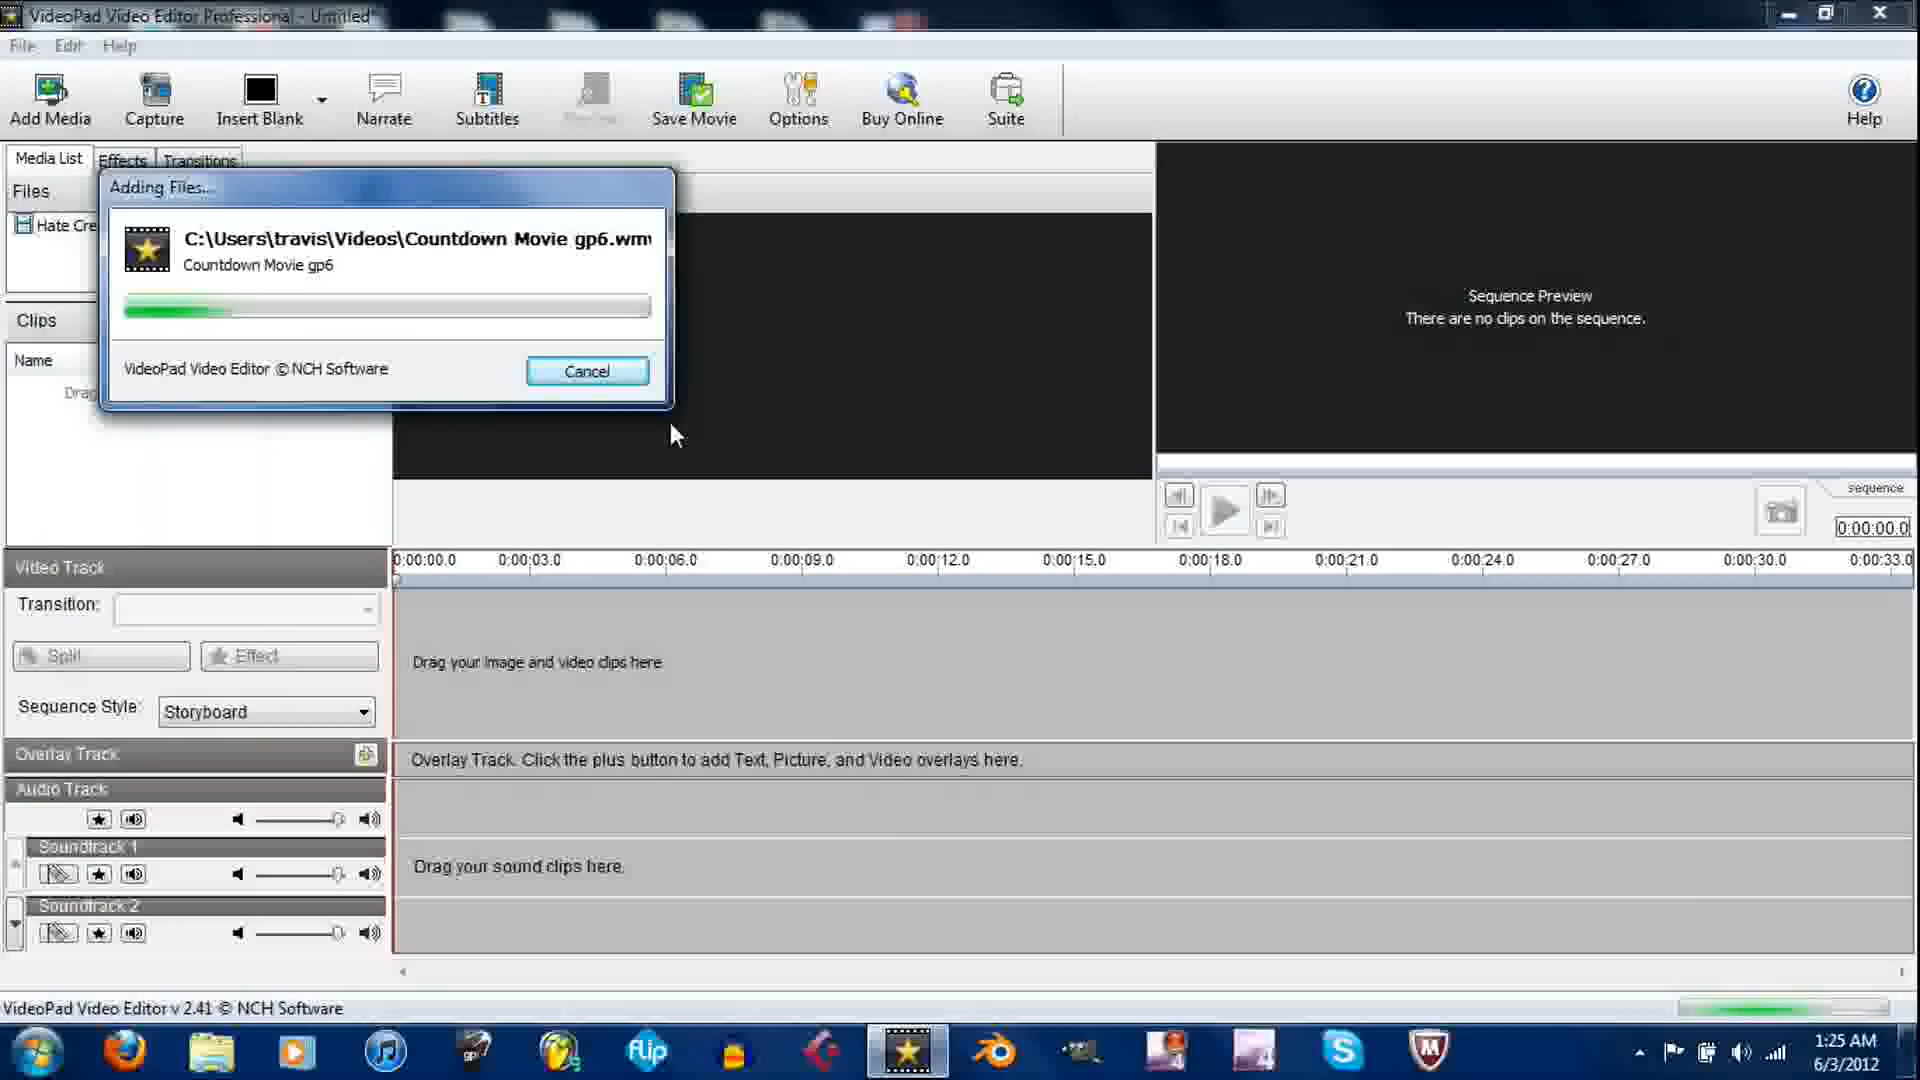 VideoPad Video Editor Professional - Untitled*
File Edit Help
Add Media Capture Insert Blank Narrate Subtitles Save Movie Options Buy Online Suite Help
Media List Effects Transitions
Files
Hate Cre
Adding Files...
C:\Users\travis\Videos\Countdown Movie gp6.wmv
Countdown Movie gp6
VideoPad Video Editor © NCH Software
Cancel
Clips
Name
Drag
Sequence Preview
There are no clips on the sequence.
sequence
0:00:00.0
Video Track
0:00:00.0 0:00:03.0 0:00:06.0 0:00:09.0 0:00:12.0 0:00:15.0 0:00:18.0 0:00:21.0 0:00:24.0 0:00:27.0 0:00:30.0 0:00:33.0
Transition:
Split Effect
Drag your image and video clips here
Sequence Style: Storyboard
Overlay Track
Overlay Track. Click the plus button to add Text, Picture, and Video overlays here.
Audio Track
Soundtrack 1
Drag your sound clips here.
Soundtrack 2
VideoPad Video Editor v 2.41 © NCH Software
flip
1:25 AM
6/3/2012